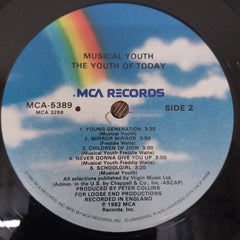 MUSICAL YOUTH
THE YOUTH OF TODAY
MCA RECORDS
MCA-5389
MCA 3258
SIDE 2
1. YOUNG GENERATION 3:20
(Musical Youth)
2. MIRROR MIRROR 3:50
(Freddie Waite)
3. CHILDREN OF ZION 3:00
(Musical Youth-Freddie Waite)
4. NEVER GONNA GIVE YOU UP 3:00
(Musical Youth-Freddie Waite)
5. SCHOOLGIRL 3:20
(Musical Youth)
All selections published by Virgin Music Ltd.
(Admin. in the U.S. by Chappell & Co., Inc. ASCAP)
PRODUCED BY PETER COLLINS
FOR LOOSE END PRODUCTIONS
RECORDED IN
ENGLAND
℗ 1982 MCA
Records, Inc.